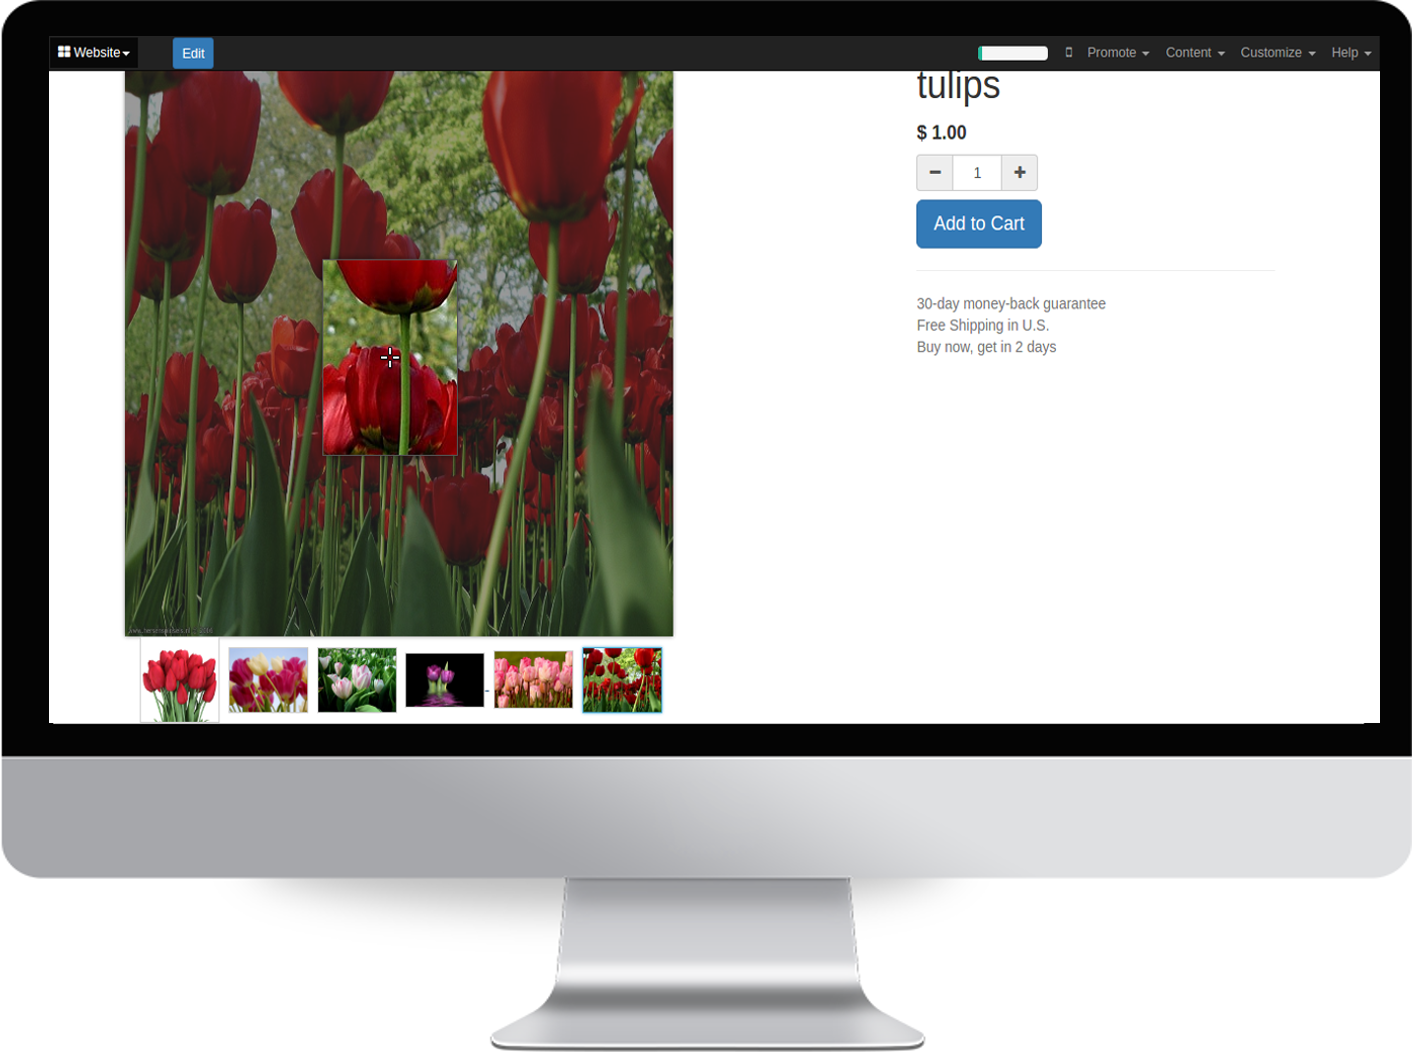 Website
Edit
Promote
Content
Customize
Help
tulips
$ 1.00
1
Add to Cart
30-day money-back guarantee
Free Shipping in U.S.
Buy now, get in 2 days